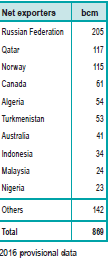 Net exporters bcm
Russian Federation 205
Qatar 117
Norway 115
Canada 61
Algeria 54
Turkmenistan 53
Australia 41
Indonesia 34
Malaysia 24
Nigeria 23
Others 142
Total 869
2016 provisional data